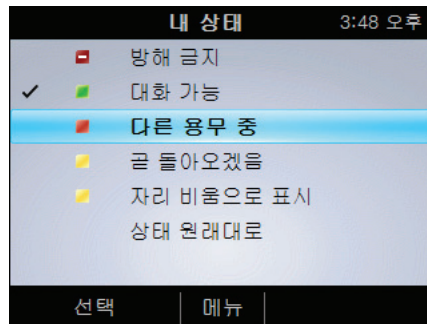 내 상태 3:48 오후
방해 금지
대화 가능
다른 용무 중
곧 돌아오겠음
자리 비움으로 표시
상태 원래대로
선택 메뉴